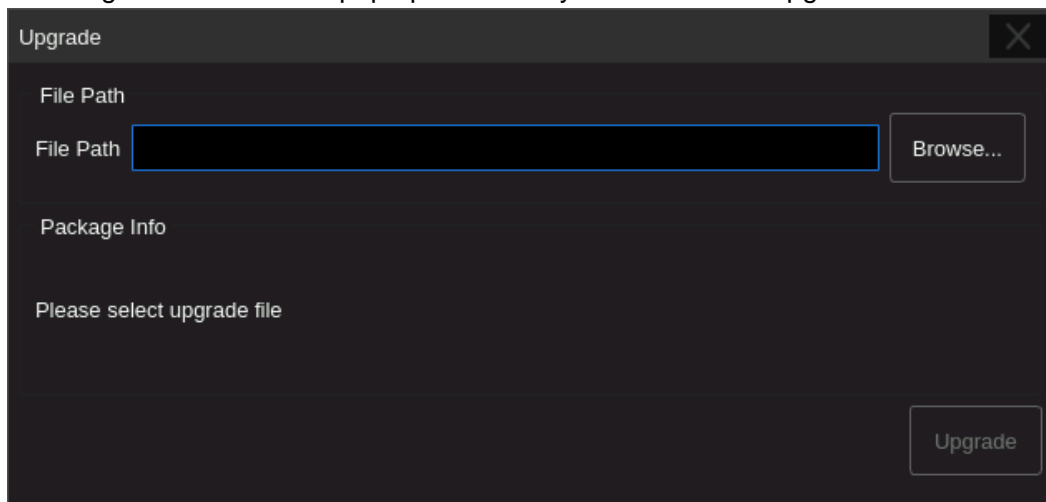 Upgrade
File Path
File Path
Browse...
Package Info
Please select upgrade file
Upgrade